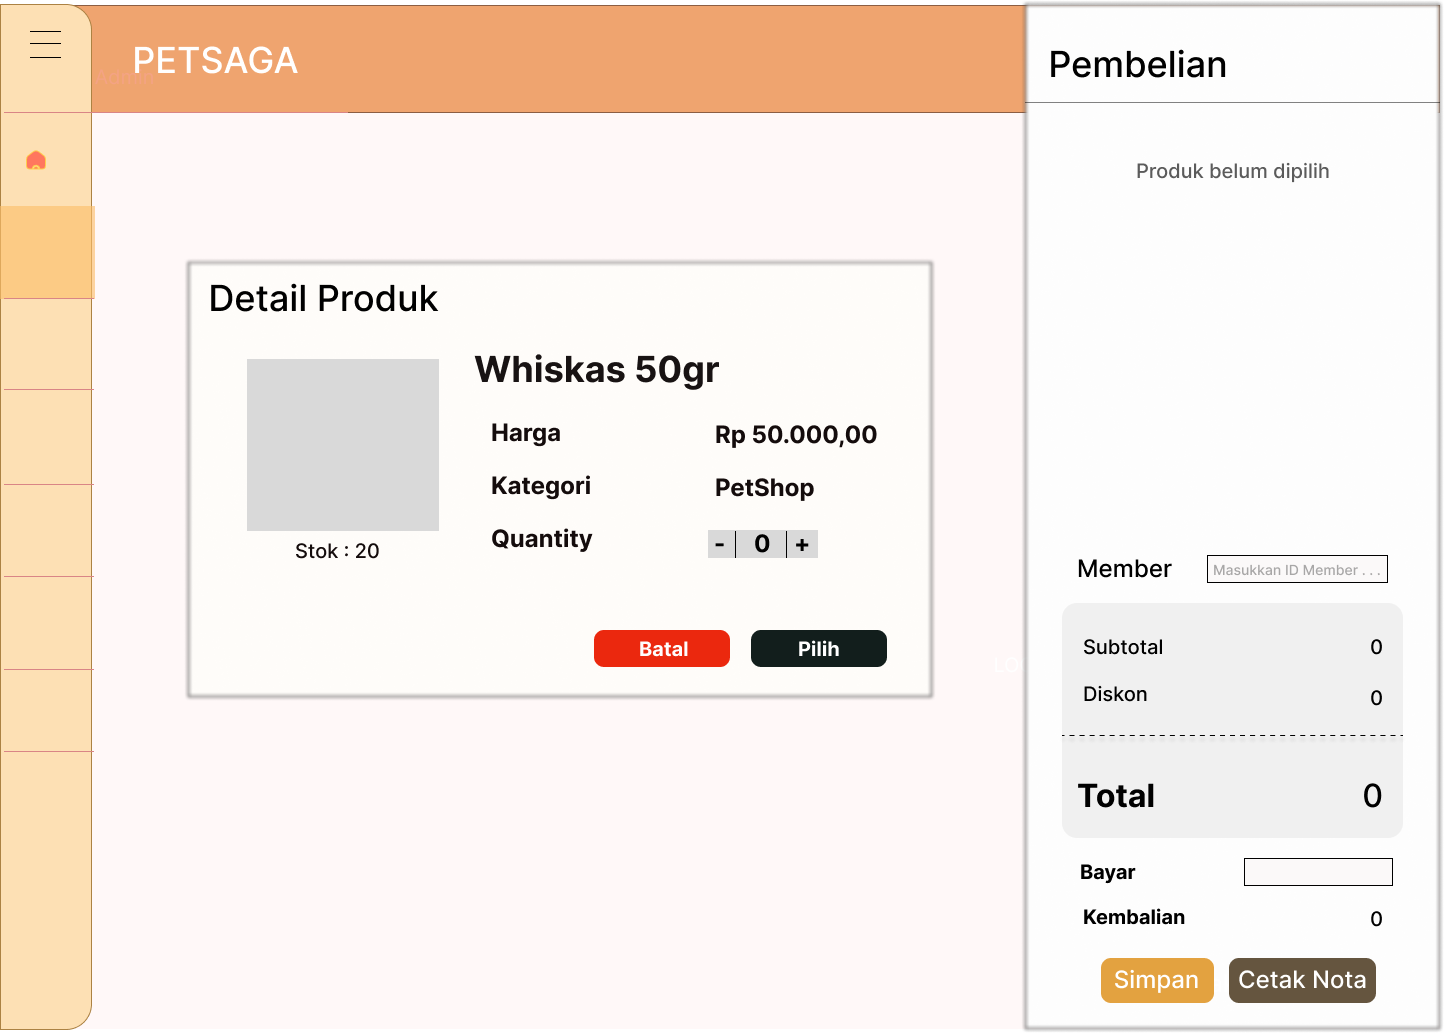 PETSAGA
Pembelian
Produk belum dipilih
Detail Produk
Whiskas 50gr
Harga Rp 50.000,00
Kategori PetShop
Quantity - 0 +
Stok : 20
Batal Pilih
Member Masukkan ID Member . . .
Subtotal 0
Diskon 0
Total 0
Bayar
Kembalian 0
Simpan Cetak Nota